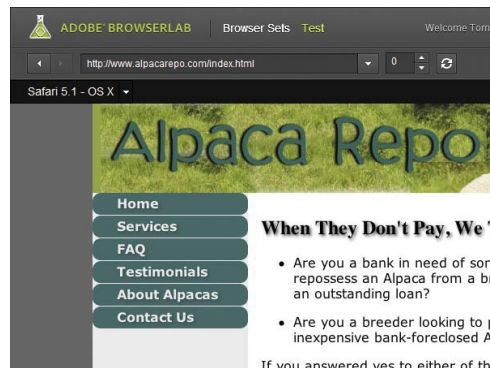 ADOBE® BROWSERLAB Browser Sets Test Welcome Tom
http://www.alpacarepo.com/index.html 0
Safari 5.1 - OS X
Alpaca Repo
Home
Services
FAQ
Testimonials
About Alpacas
Contact Us
When They Don't Pay, We
• Are you a bank in need of
repossess an Alpaca from a
an outstanding loan?
• Are you a breeder looking to
inexpensive bank-foreclosed
If you answered yes to either of